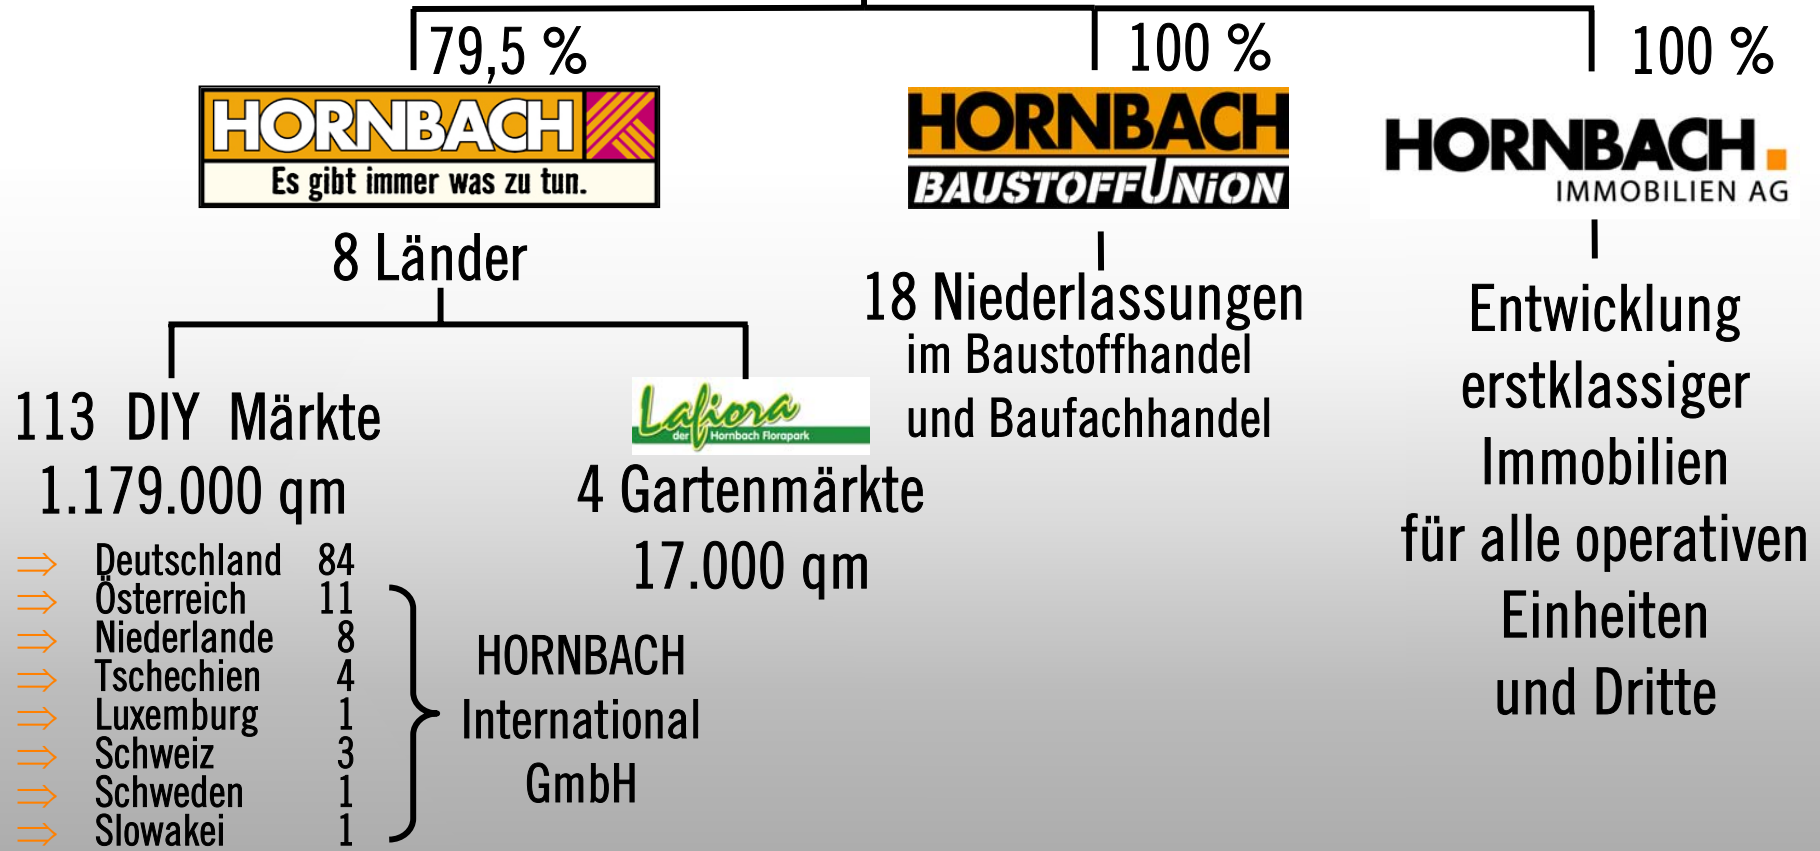 79,5 %
HORNBACH
Es gibt immer was zu tun.
8 Länder
113 DIY Märkte
1.179.000 qm
⇒ Deutschland 84
⇒ Österreich 11
⇒ Niederlande 8
⇒ Tschechien 4
⇒ Luxemburg 1
⇒ Schweiz 3
⇒ Schweden 1
⇒ Slowakei 1
HORNBACH
International
GmbH
Lafiora
der Hornbach Florapark
4 Gartenmärkte
17.000 qm
100 %
HORNBACH
BAUSTOFFUNiON
18 Niederlassungen
im Baustoffhandel
und Baufachhandel
100 %
HORNBACH
IMMOBILIEN AG
Entwicklung
erstklassiger
Immobilien
für alle operativen
Einheiten
und Dritte